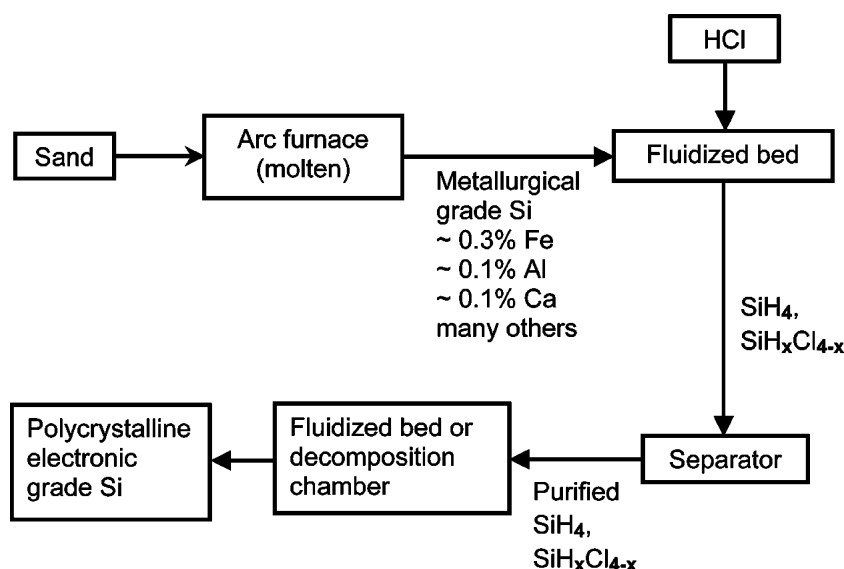 HCl
Sand
Arc furnace
(molten)
Fluidized bed
Metallurgical
grade Si
~ 0.3% Fe
~ 0.1% Al
~ 0.1% Ca
many others
SiH₄,
SiHₓCl₄₋ₓ
Separator
Purified
SiH₄,
SiHₓCl₄₋ₓ
Fluidized bed or
decomposition
chamber
Polycrystalline
electronic
grade Si